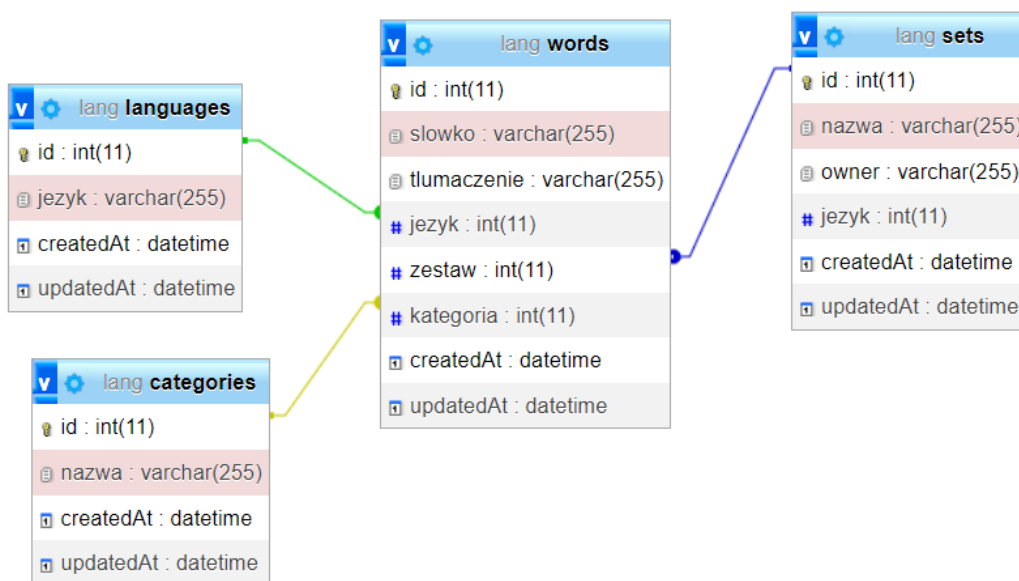 lang languages
id : int(11)
jezyk : varchar(255)
createdAt : datetime
updatedAt : datetime
lang categories
id : int(11)
nazwa : varchar(255)
createdAt : datetime
updatedAt : datetime
lang words
id : int(11)
slowko : varchar(255)
tlumaczenie : varchar(255)
# jezyk : int(11)
# zestaw : int(11)
# kategoria : int(11)
createdAt : datetime
updatedAt : datetime
lang sets
id : int(11)
nazwa : varchar(255)
owner : varchar(255)
# jezyk : int(11)
createdAt : datetime
updatedAt : datetime